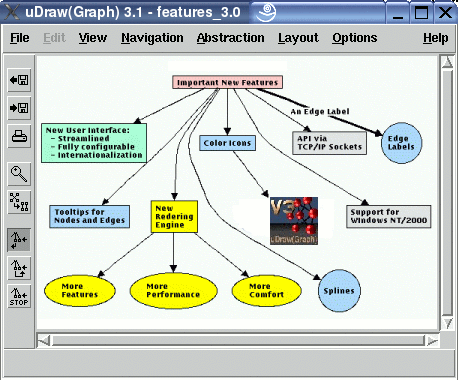 uDraw(Graph) 3.1 - features_3.0
File Edit View Navigation Abstraction Layout Options Help
Important New Features
An Edge Label
New User Interface:
- Streamlined
- Fully configurable
- Internationalization
Color Icons
API via
TCP/IP Sockets
Edge
Labels
Tooltips for
Nodes and Edges
New
Redering
Engine
V3
uDraw(Graph)
Support for
Windows NT/2000
More
Features
More
Performance
More
Comfort
Splines
STOP